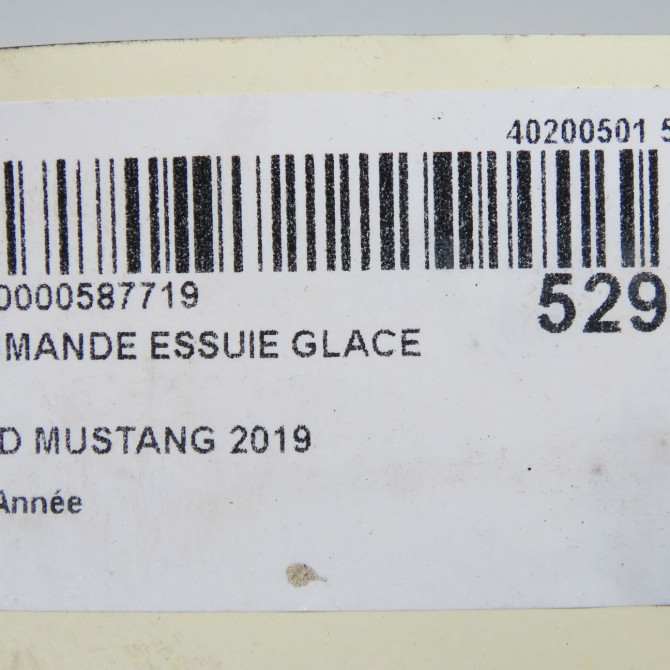 40200501 5
0000587719
529
MANDE ESSUIE GLACE
D MUSTANG 2019
Année